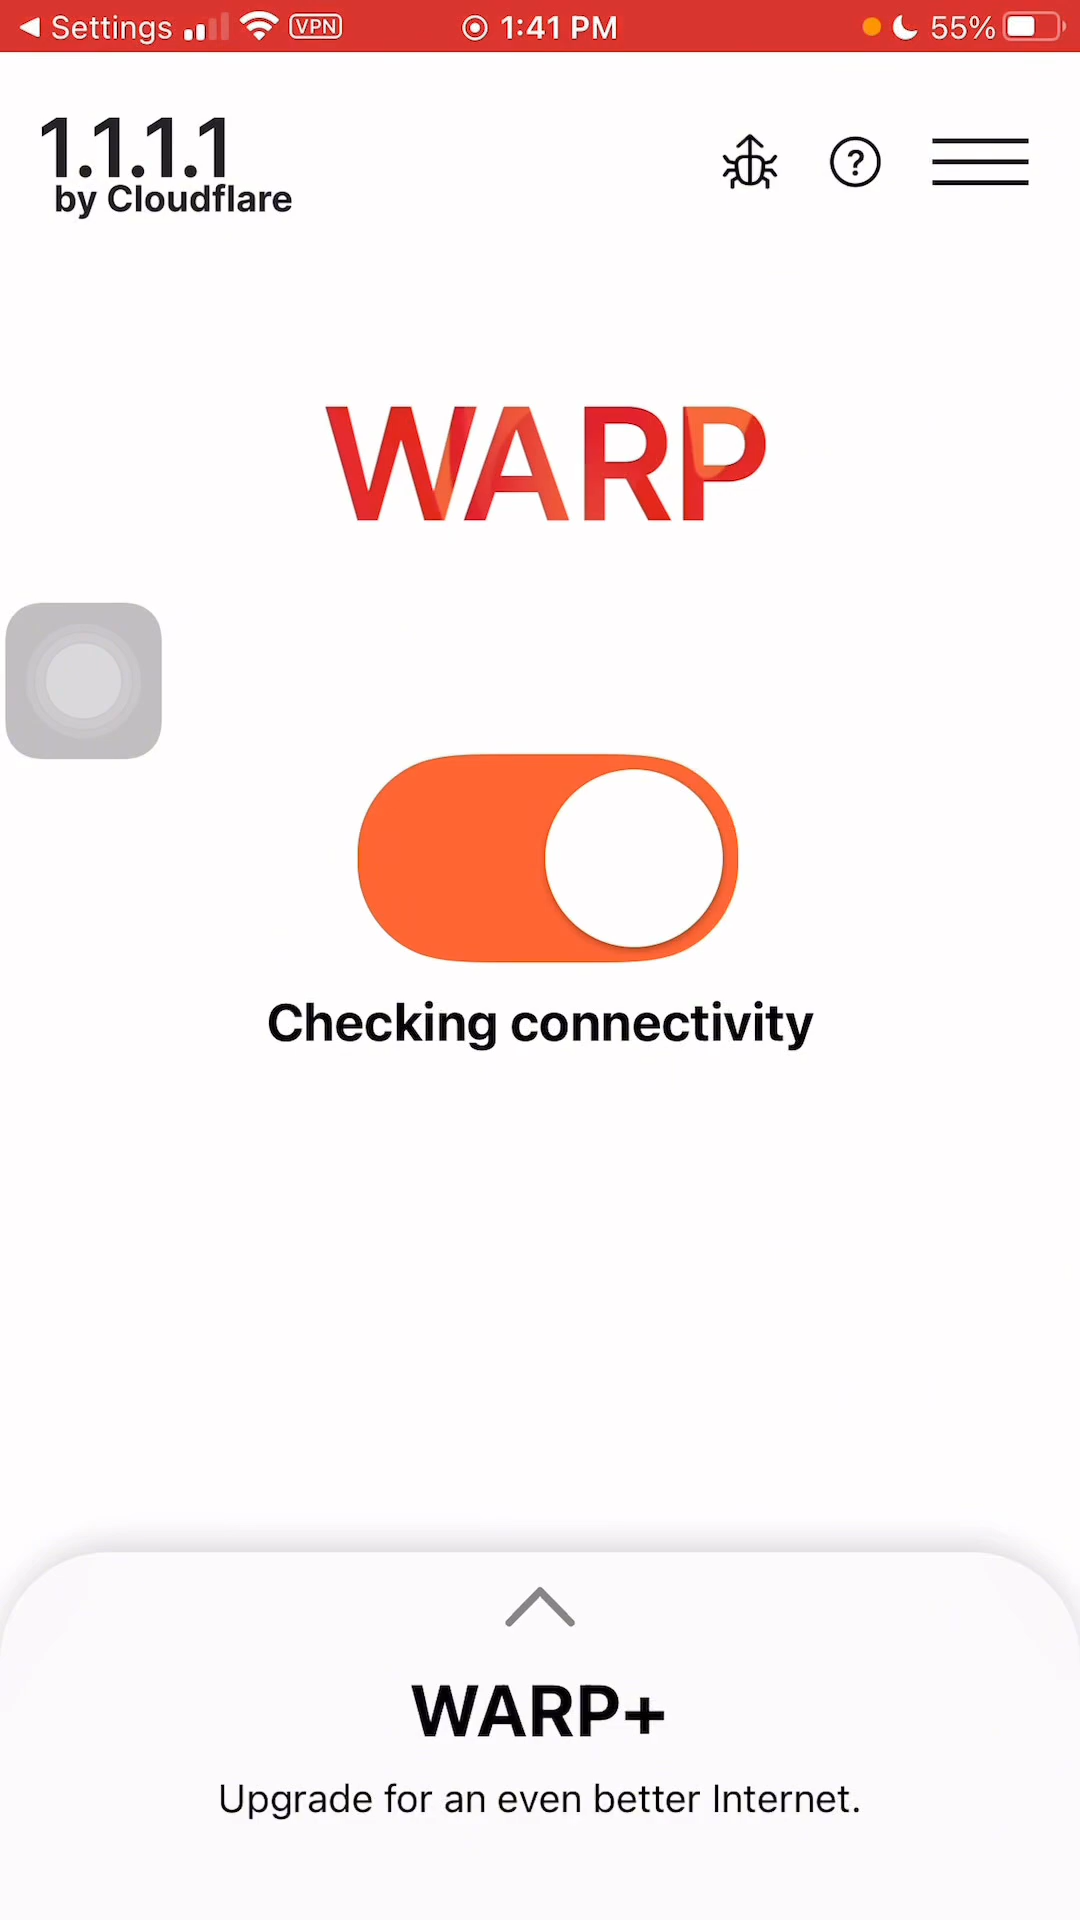 Settings VPN 1:41 PM 55%
1.1.1.1
by Cloudflare
?
WARP
Checking connectivity
WARP+
Upgrade for an even better Internet.